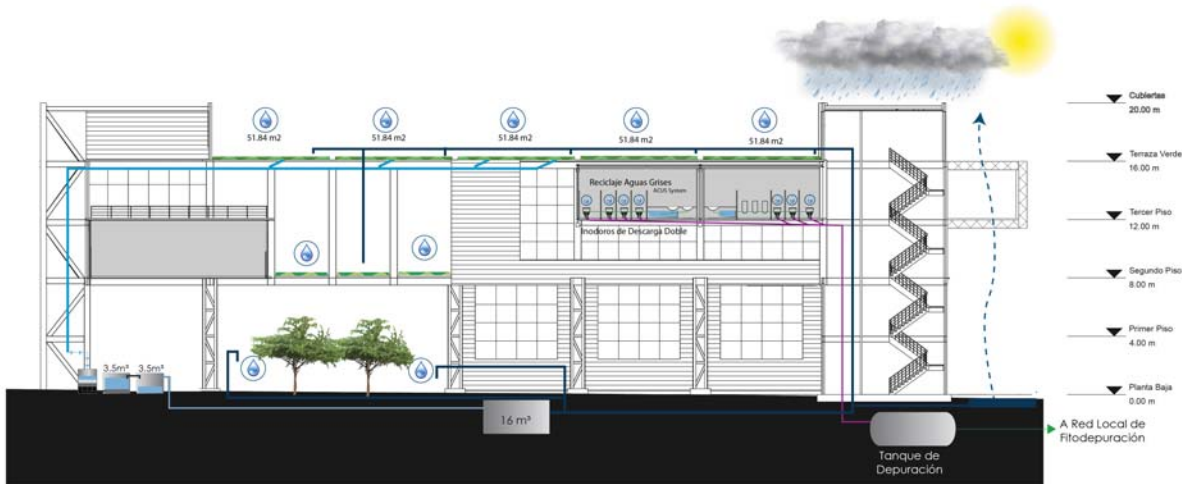 Cubiertas
20.00 m
51.84 m2
51.84 m2
51.84 m2
51.84 m2
51.84 m2
Terraza Verde
16.00 m
Reciclaje Aguas Grises
ACUS System
Tercer Piso
12.00 m
Inodoros de Descarga Doble
Segundo Piso
8.00 m
Primer Piso
4.00 m
3.5m³
3.5m³
Planta Baja
0.00 m
16 m³
A Red Local de
Fitodepuración
Tanque de
Depuración